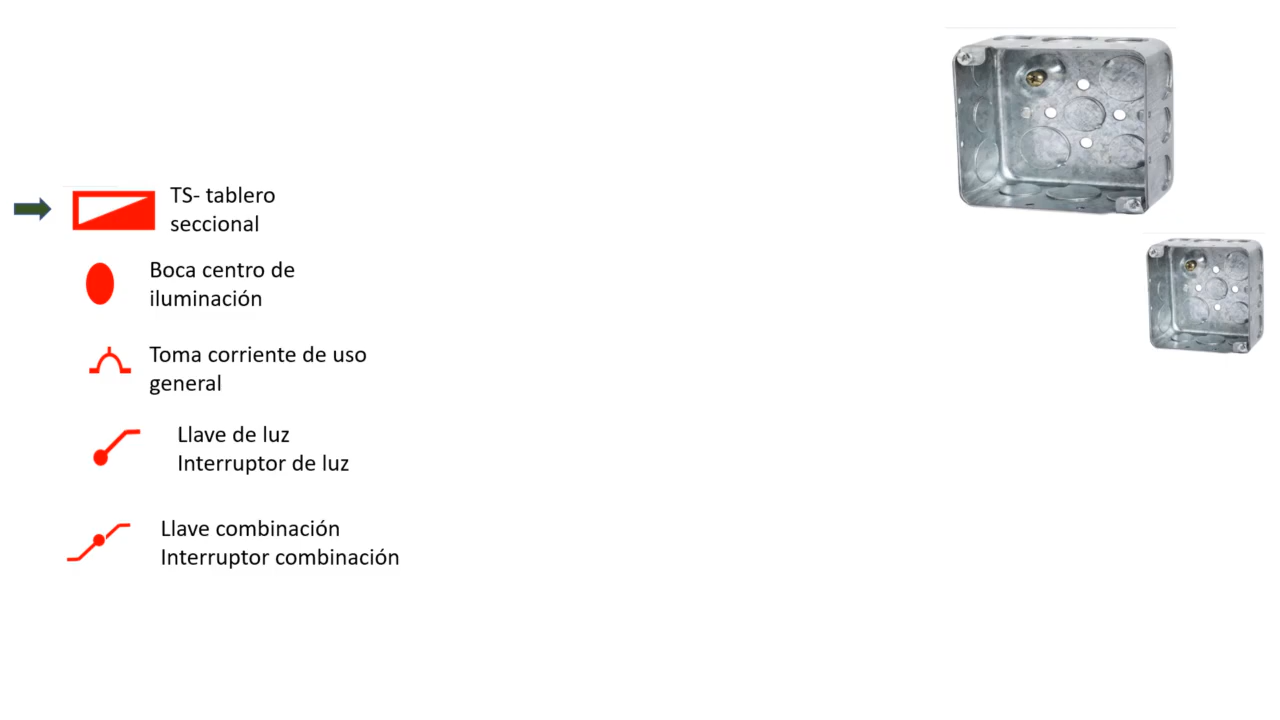 TS- tablero
seccional
Boca centro de
iluminación
Toma corriente de uso
general
Llave de luz
Interruptor de luz
Llave combinación
Interruptor combinación